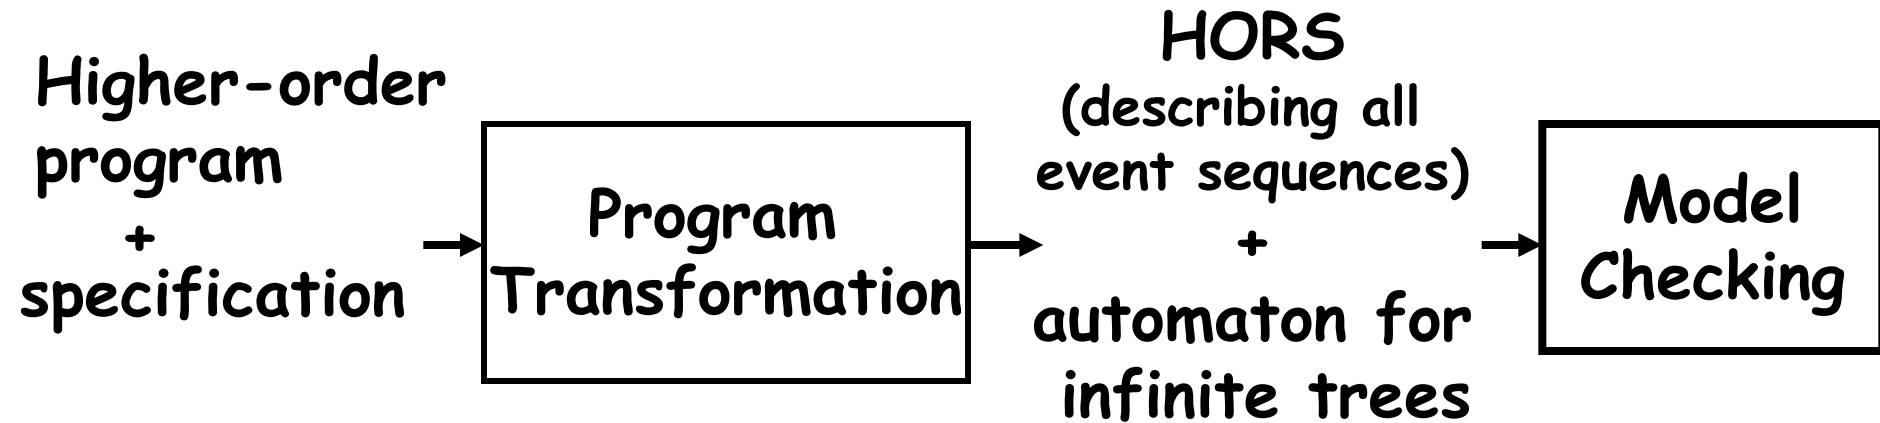 Higher-order
program
+
specification
Program
Transformation
HORS
(describing all
event sequences)
+
automaton for
infinite trees
Model
Checking